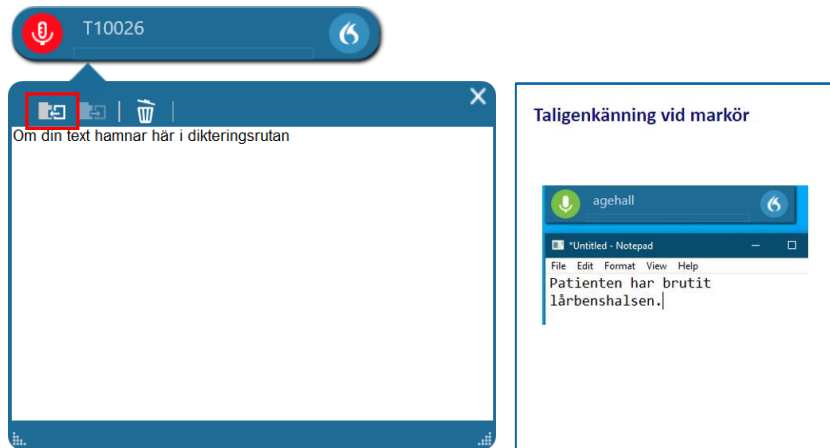 T10026
Om din text hamnar här i dikteringsrutan
Taligenkänning vid markör
agehall
*Untitled - Notepad
File Edit Format View Help
Patienten har brutit
lårbenshalsen.